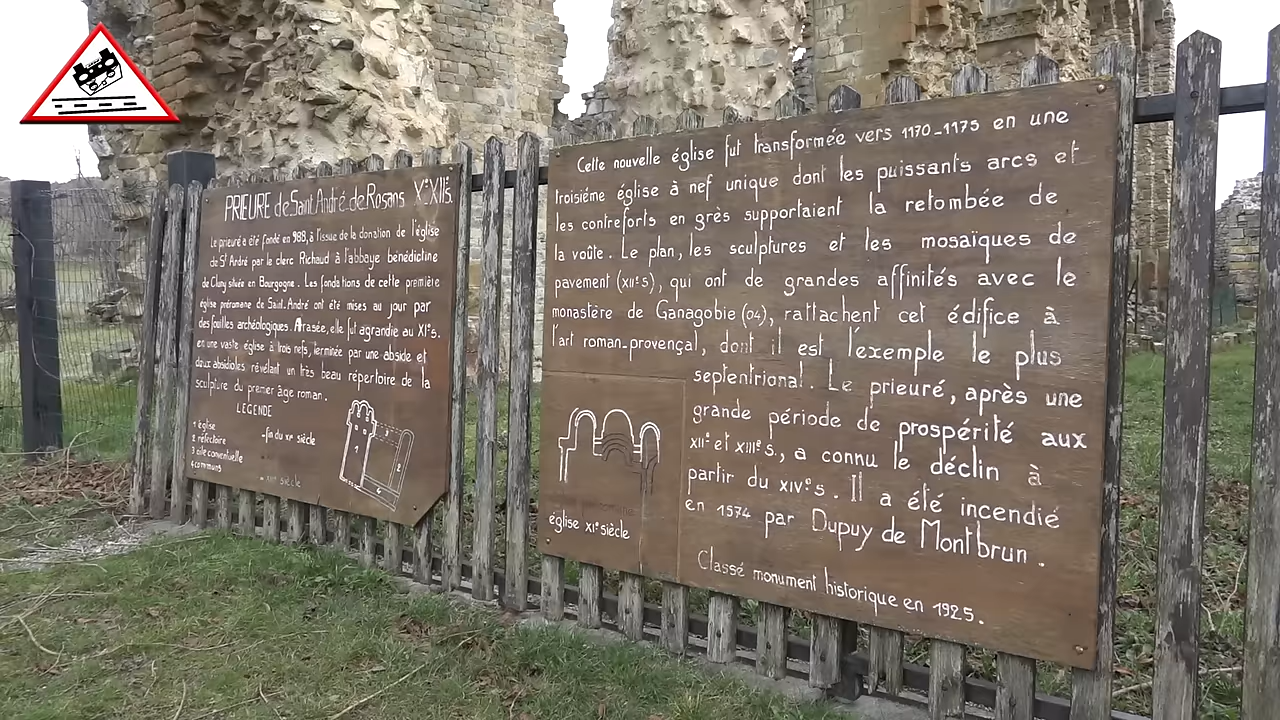 PRIEURE de Saint.André.de.Rosans X°XII°s.
Le prieuré a été fondé en 988, à l'issue de la donation de l'église
de St André par le clerc Richaud à l'abbaye bénédictine
de Cluny située en Bourgogne. Les fondations de cette première
église préromane de Saint.André ont été mises au jour par
des fouilles archéologiques. Arasée, elle fut agrandie au XI°s.
en une vaste église à trois nefs, terminée par une abside et
deux absidioles révélant un très beau répertoire de la
sculpture du premier âge roman.
LEGENDE
1 église
2 réfectoire
3 aile conventuelle
4 communs
-fin du XI° siècle
siècle
1
3
2
4
Cette nouvelle église fut transformée vers 1170-1175 en une
troisième église à nef unique dont les puissants arcs et
les contreforts en grès supportaient la retombée de
la voûte. Le plan, les sculptures et les mosaïques de
pavement (XII°s), qui ont de grandes affinités avec le
monastère de Ganagobie (04), rattachent cet édifice à
l'art roman-provençal, dont il est l'exemple le plus
septentrional. Le prieuré, après une
grande période de prospérité aux
XII° et XIII°s., a connu le déclin à
partir du XIV°s. Il a été incendié
en 1574 par Dupuy de Montbrun.
Classé monument historique en 1925.
église XI° siècle